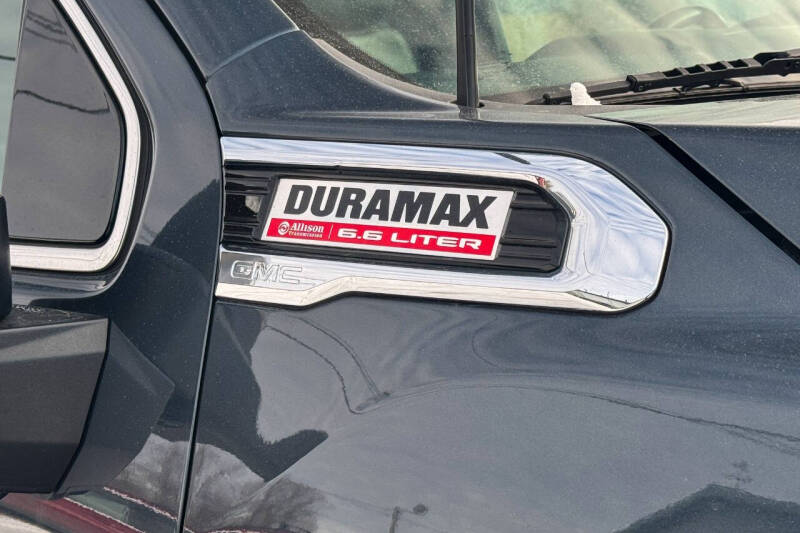 DURAMAX
Allison Transmission 6.6 LITER
GMC